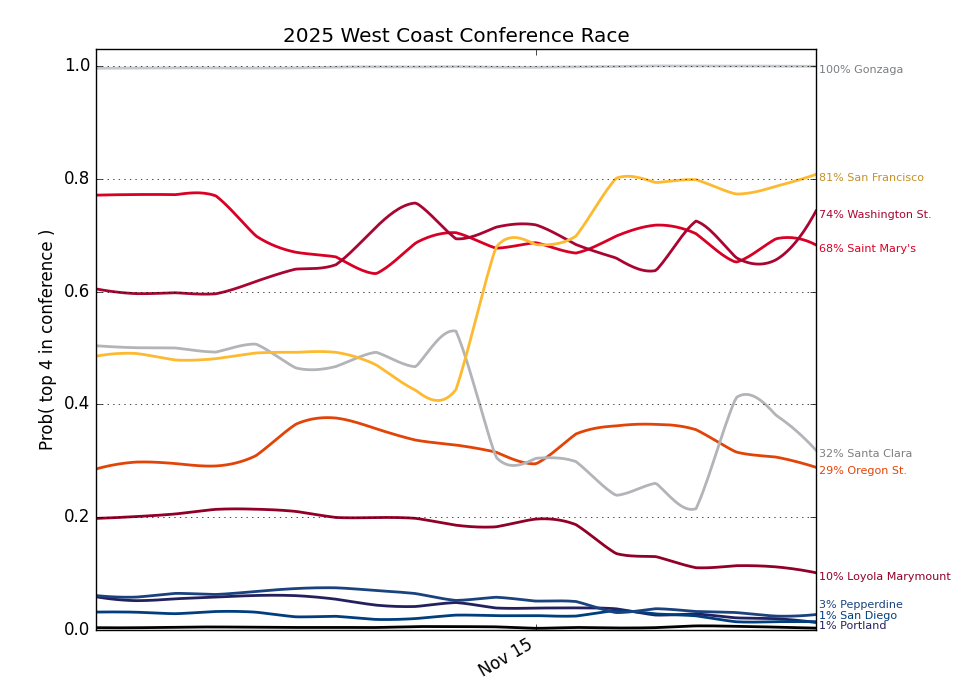 2025 West Coast Conference Race
Prob( top 4 in conference )
1.0
0.8
0.6
0.4
0.2
0.0
Nov 15
100% Gonzaga
81% San Francisco
74% Washington St.
68% Saint Mary's
32% Santa Clara
29% Oregon St.
10% Loyola Marymount
3% Pepperdine
1% San Diego
1% Portland